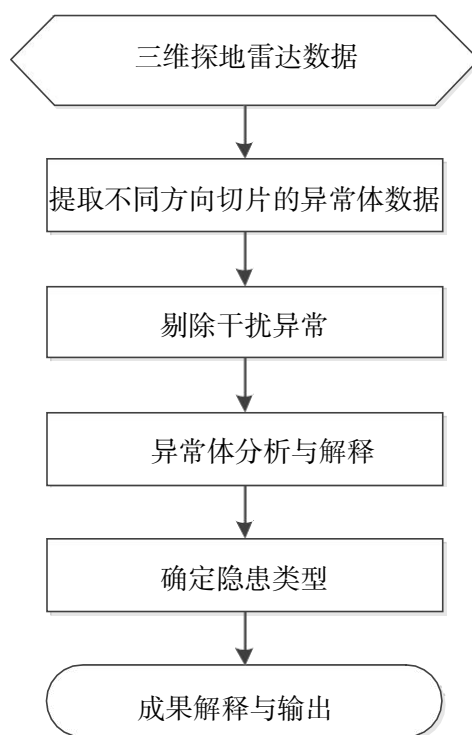 三维探地雷达数据
提取不同方向切片的异常体数据
剔除干扰异常
异常体分析与解释
确定隐患类型
成果解释与输出